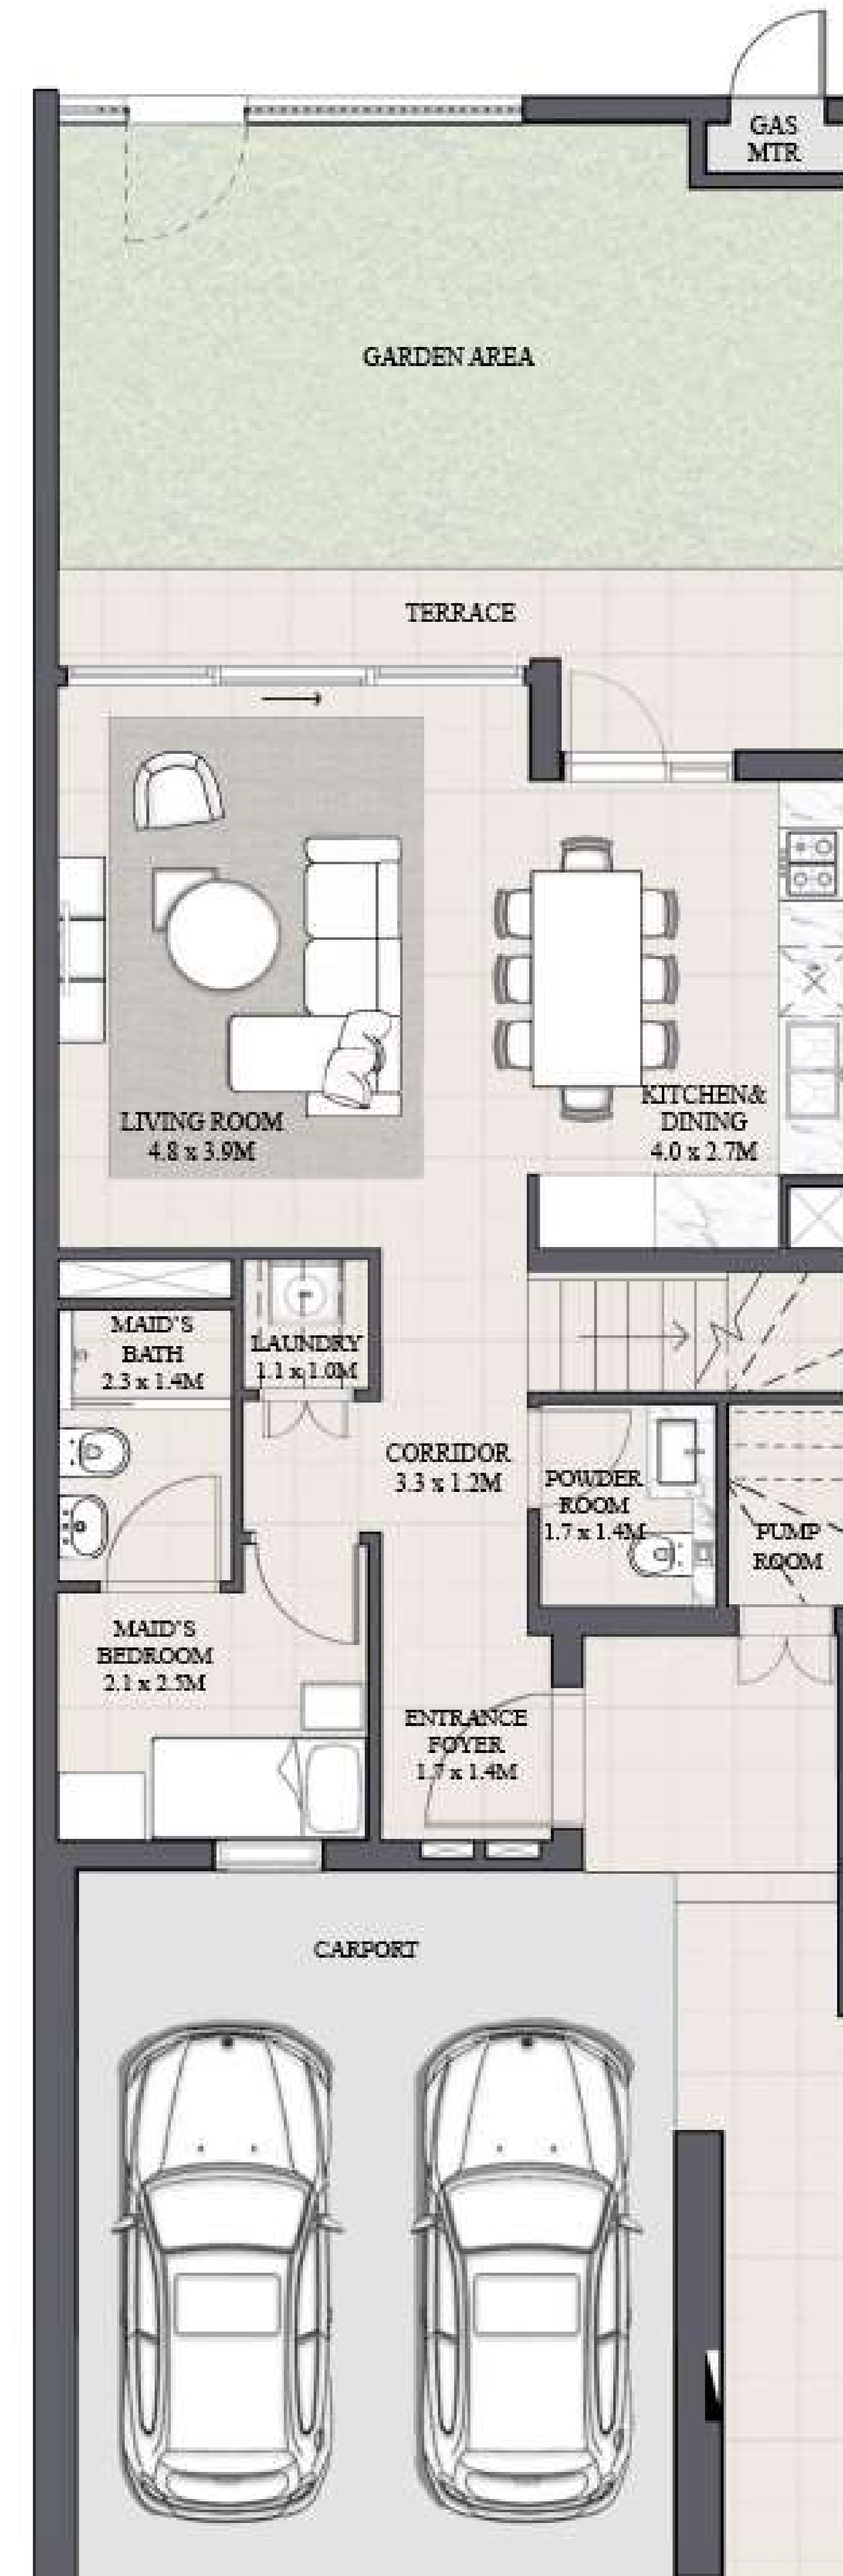 GAS
MTR
GARDEN AREA
TERRACE
LIVING ROOM
4.8 x 3.9M
KITCHEN&
DINING
4.0 x 2.7M
MAID'S
BATH
2.3 x 1.4M
LAUNDRY
1.1 x 1.0M
CORRIDOR
3.3 x 1.2M
POWDER
ROOM
1.7 x 1.4M
PUMP
ROOM
MAID'S
BEDROOM
2.1 x 2.5M
ENTRANCE
FOYER
1.7 x 1.4M
CARPORT